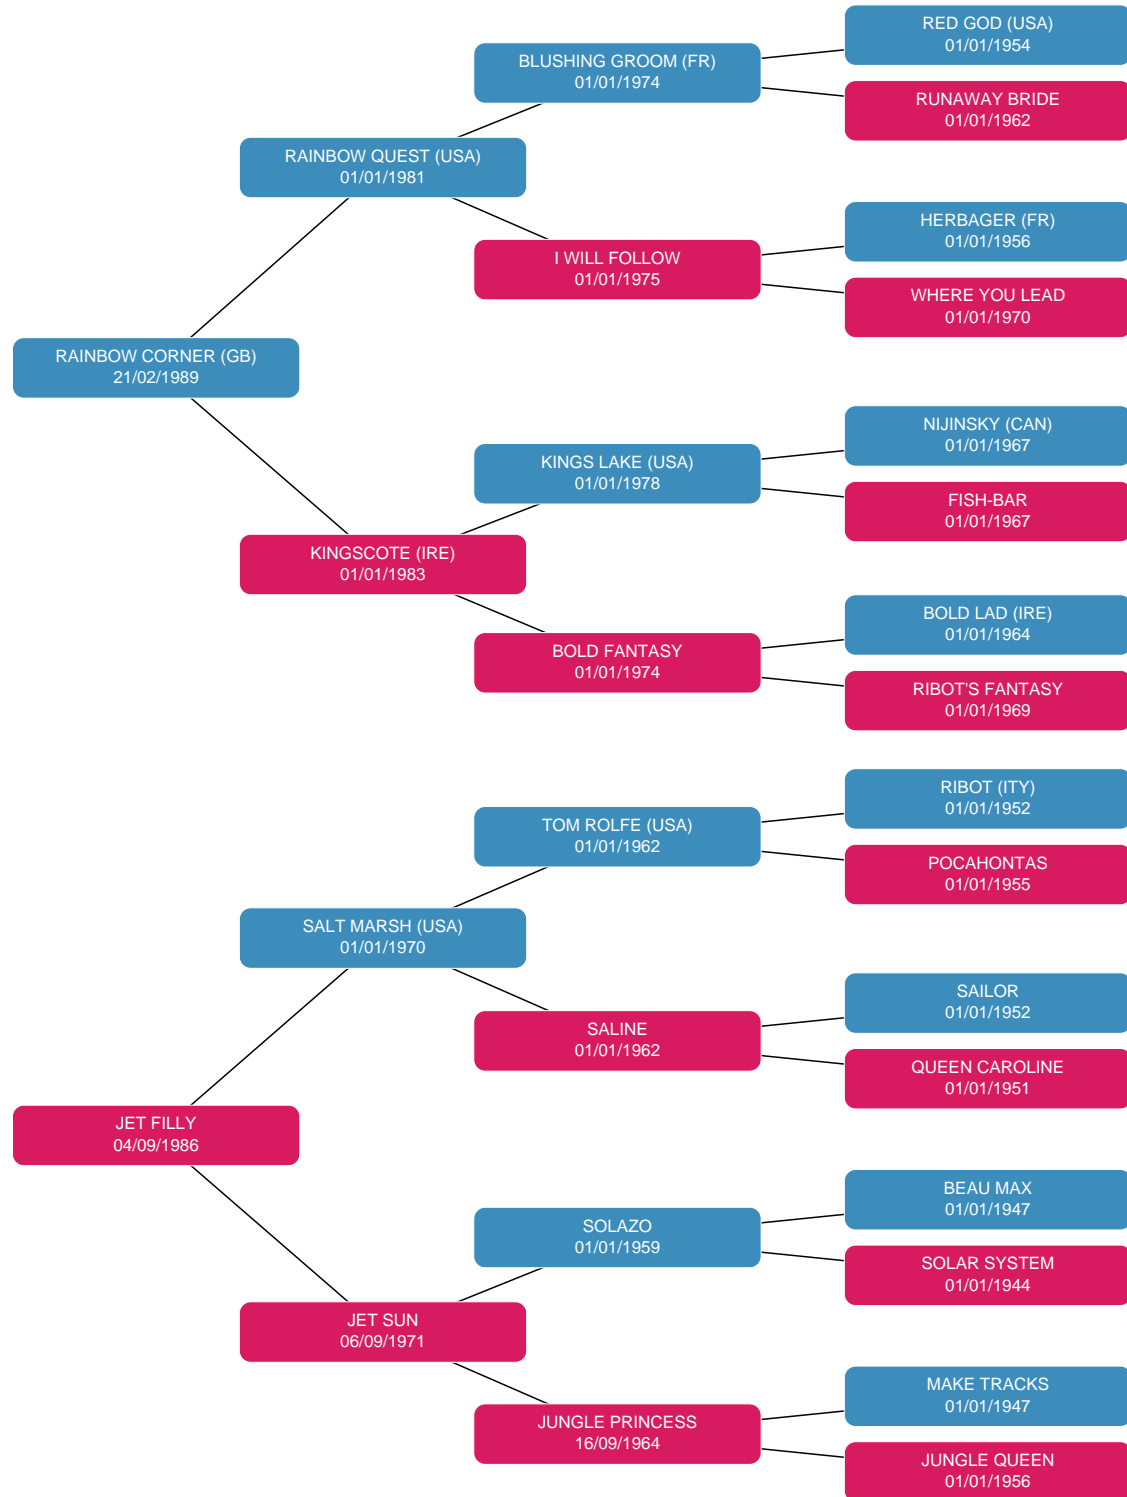 RED GOD (USA)
01/01/1954
BLUSHING GROOM (FR)
01/01/1974
RUNAWAY BRIDE
01/01/1962
RAINBOW QUEST (USA)
01/01/1981
HERBAGER (FR)
01/01/1956
I WILL FOLLOW
01/01/1975
WHERE YOU LEAD
01/01/1970
RAINBOW CORNER (GB)
21/02/1989
NIJINSKY (CAN)
01/01/1967
KINGS LAKE (USA)
01/01/1978
FISH-BAR
01/01/1967
KINGSCOTE (IRE)
01/01/1983
BOLD LAD (IRE)
01/01/1964
BOLD FANTASY
01/01/1974
RIBOT'S FANTASY
01/01/1969
RIBOT (ITY)
01/01/1952
TOM ROLFE (USA)
01/01/1962
POCAHONTAS
01/01/1955
SALT MARSH (USA)
01/01/1970
SAILOR
01/01/1952
SALINE
01/01/1962
QUEEN CAROLINE
01/01/1951
JET FILLY
04/09/1986
BEAU MAX
01/01/1947
SOLAZO
01/01/1959
SOLAR SYSTEM
01/01/1944
JET SUN
06/09/1971
MAKE TRACKS
01/01/1947
JUNGLE PRINCESS
16/09/1964
JUNGLE QUEEN
01/01/1956